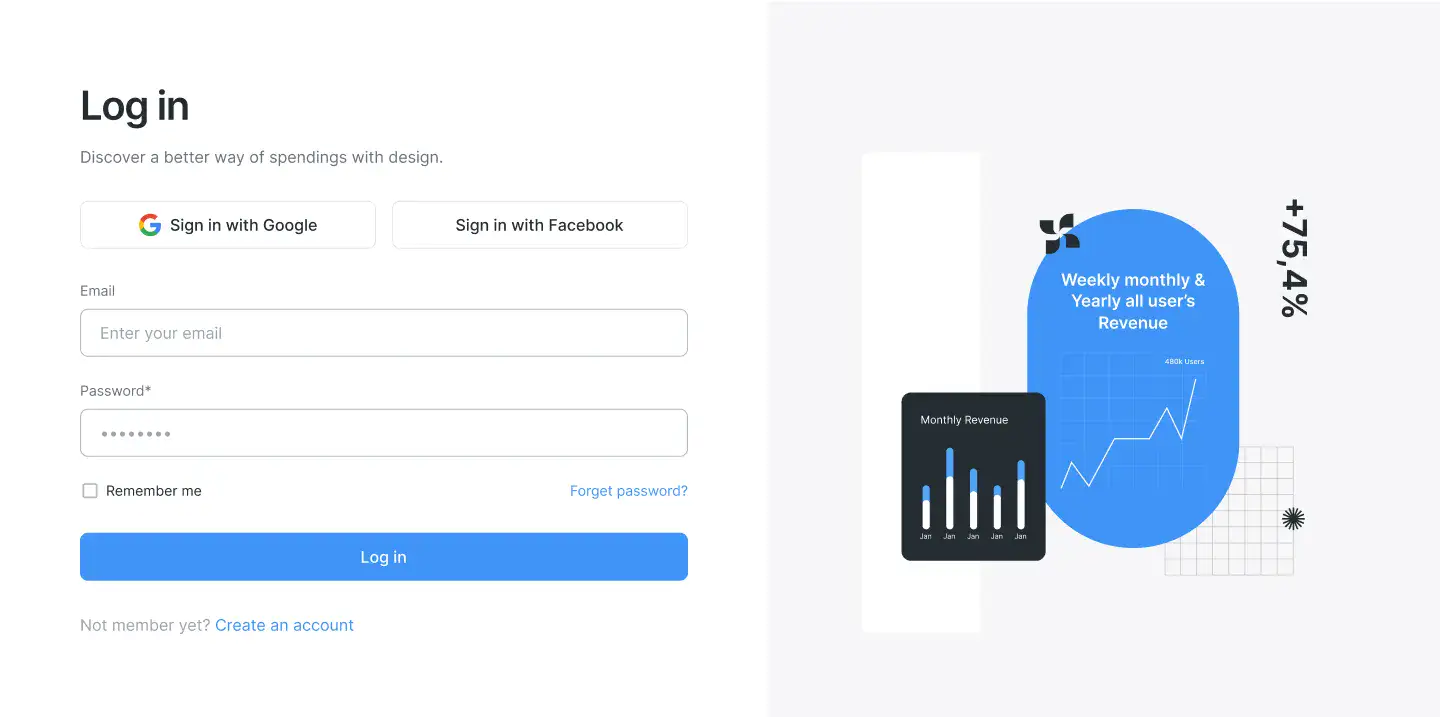 Log in
Discover a better way of spendings with design.
Sign in with Google
Sign in with Facebook
Email
Enter your email
Password*
Remember me
Forget password?
Log in
Not member yet? Create an account
+75,4%
Weekly monthly &
Yearly all user’s
Revenue
480k Users
Monthly Revenue
Jan Jan Jan Jan Jan